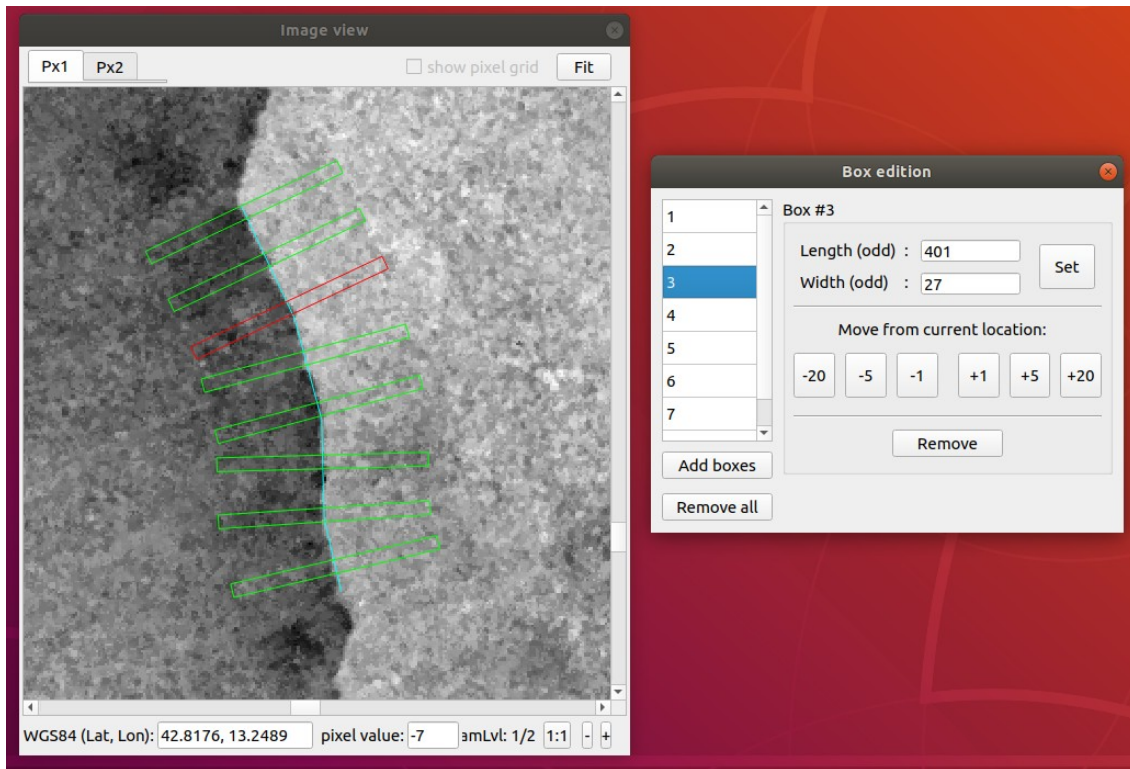 Image view
Px1 Px2 show pixel grid Fit
WGS84 (Lat, Lon): 42.8176, 13.2489 pixel value: -7 amLvl: 1/2 1:1 - +
Box edition
1
2
3
4
5
6
7
Add boxes
Remove all
Box #3
Length (odd) : 401
Width (odd) : 27
Set
Move from current location:
-20 -5 -1 +1 +5 +20
Remove